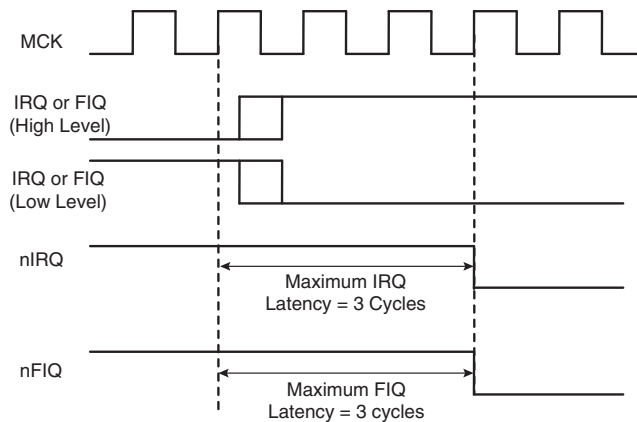 MCK
IRQ or FIQ
(High Level)
IRQ or FIQ
(Low Level)
nIRQ
Maximum IRQ
Latency = 3 Cycles
nFIQ
Maximum FIQ
Latency = 3 cycles